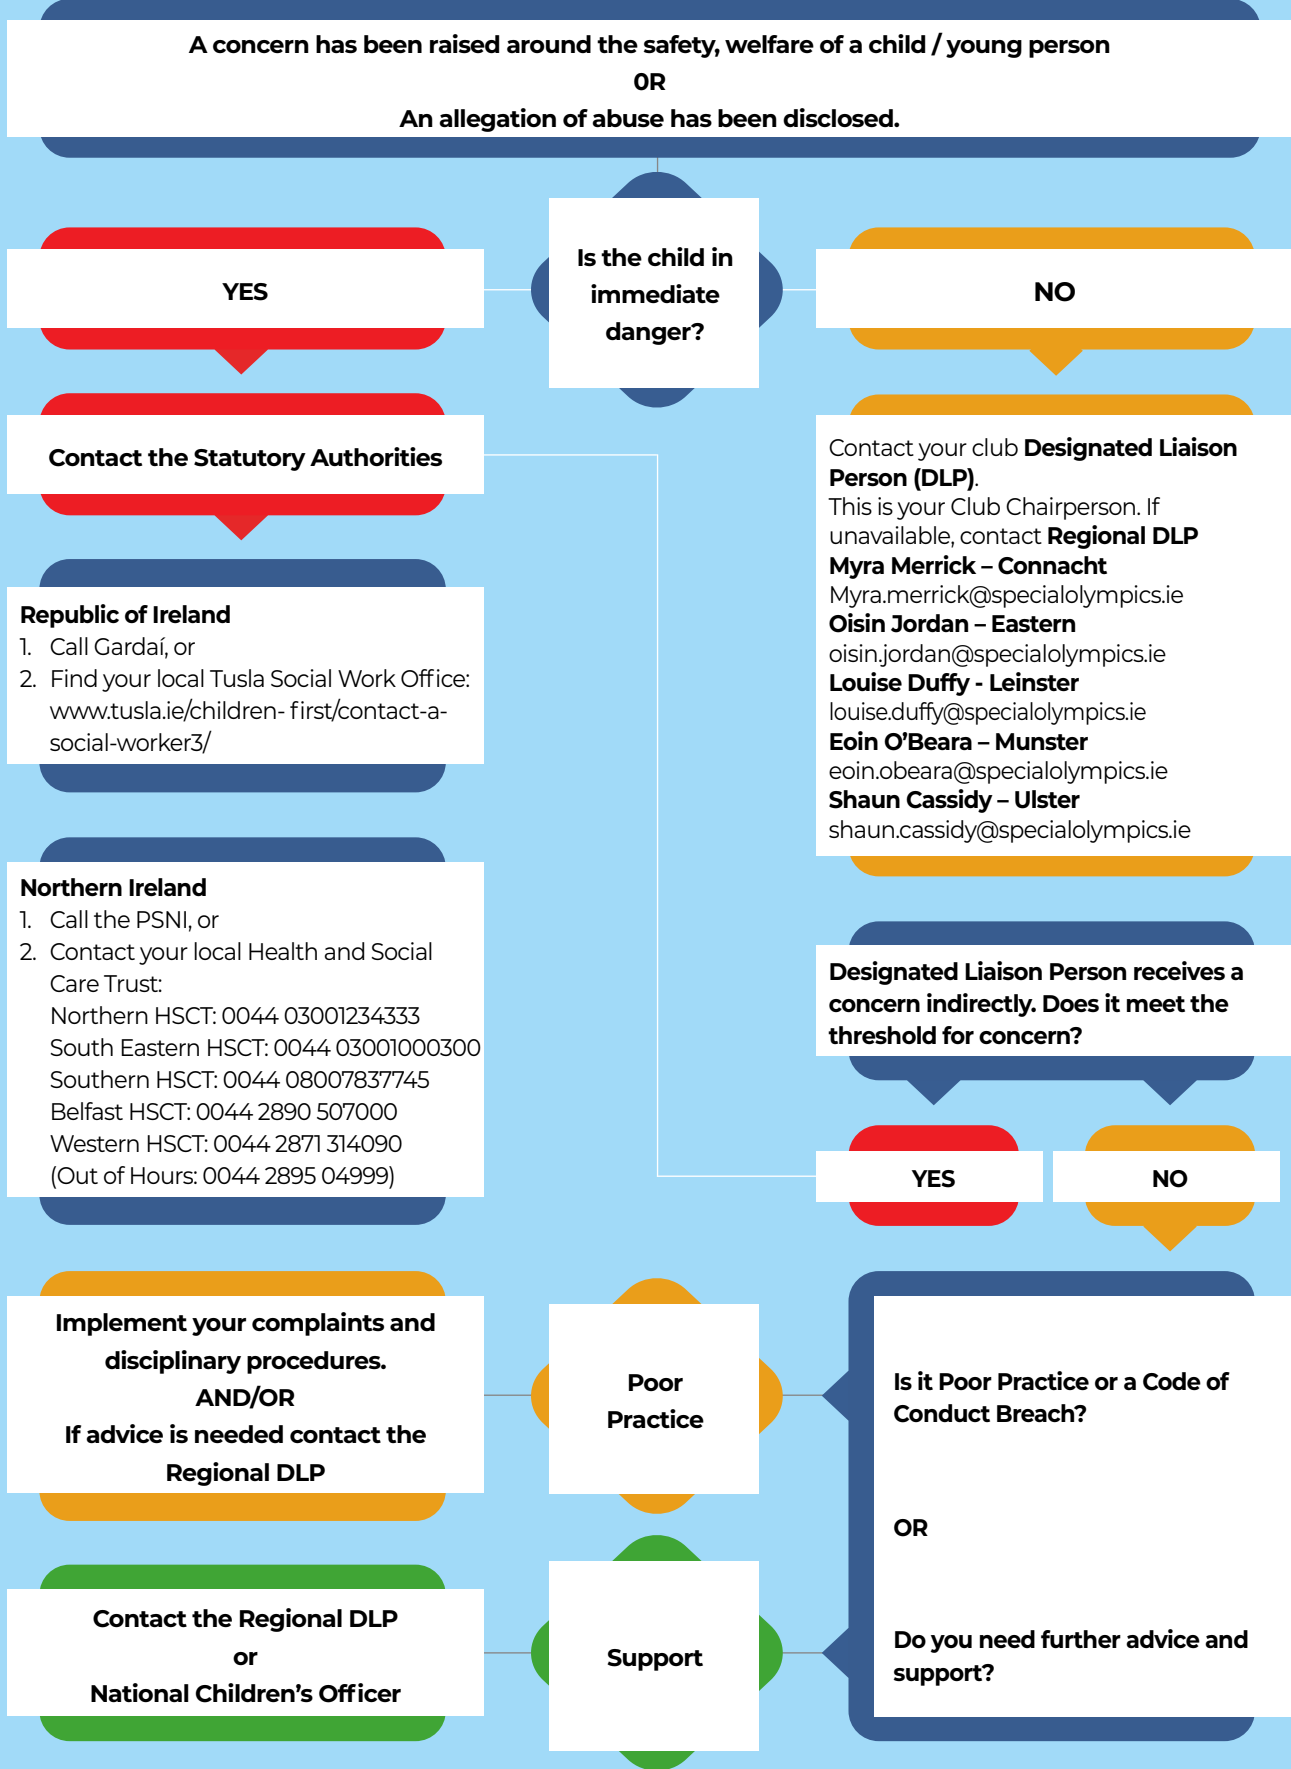 A concern has been raised around the safety, welfare of a child / young person
0R
An allegation of abuse has been disclosed.
Is the child in
immediate
danger?
YES
NO
Contact the Statutory Authorities
Republic of Ireland
1. Call Gardaí, or
2. Find your local Tusla Social Work Office:
www.tusla.ie/children- first/contact-a-
social-worker3/
Northern Ireland
1. Call the PSNI, or
2. Contact your local Health and Social
Care Trust:
Northern HSCT: 0044 03001234333
South Eastern HSCT: 0044 03001000300
Southern HSCT: 0044 08007837745
Belfast HSCT: 0044 2890 507000
Western HSCT: 0044 2871 314090
(Out of Hours: 0044 2895 04999)
Contact your club Designated Liaison
Person (DLP).
This is your Club Chairperson. If
unavailable, contact Regional DLP
Myra Merrick – Connacht
Myra.merrick@specialolympics.ie
Oisin Jordan – Eastern
oisin.jordan@specialolympics.ie
Louise Duffy - Leinster
louise.duffy@specialolympics.ie
Eoin O’Beara – Munster
eoin.obeara@specialolympics.ie
Shaun Cassidy – Ulster
shaun.cassidy@specialolympics.ie
Designated Liaison Person receives a
concern indirectly. Does it meet the
threshold for concern?
YES
NO
Is it Poor Practice or a Code of
Conduct Breach?
OR
Do you need further advice and
support?
Poor
Practice
Implement your complaints and
disciplinary procedures.
AND/OR
If advice is needed contact the
Regional DLP
Support
Contact the Regional DLP
or
National Children’s Officer